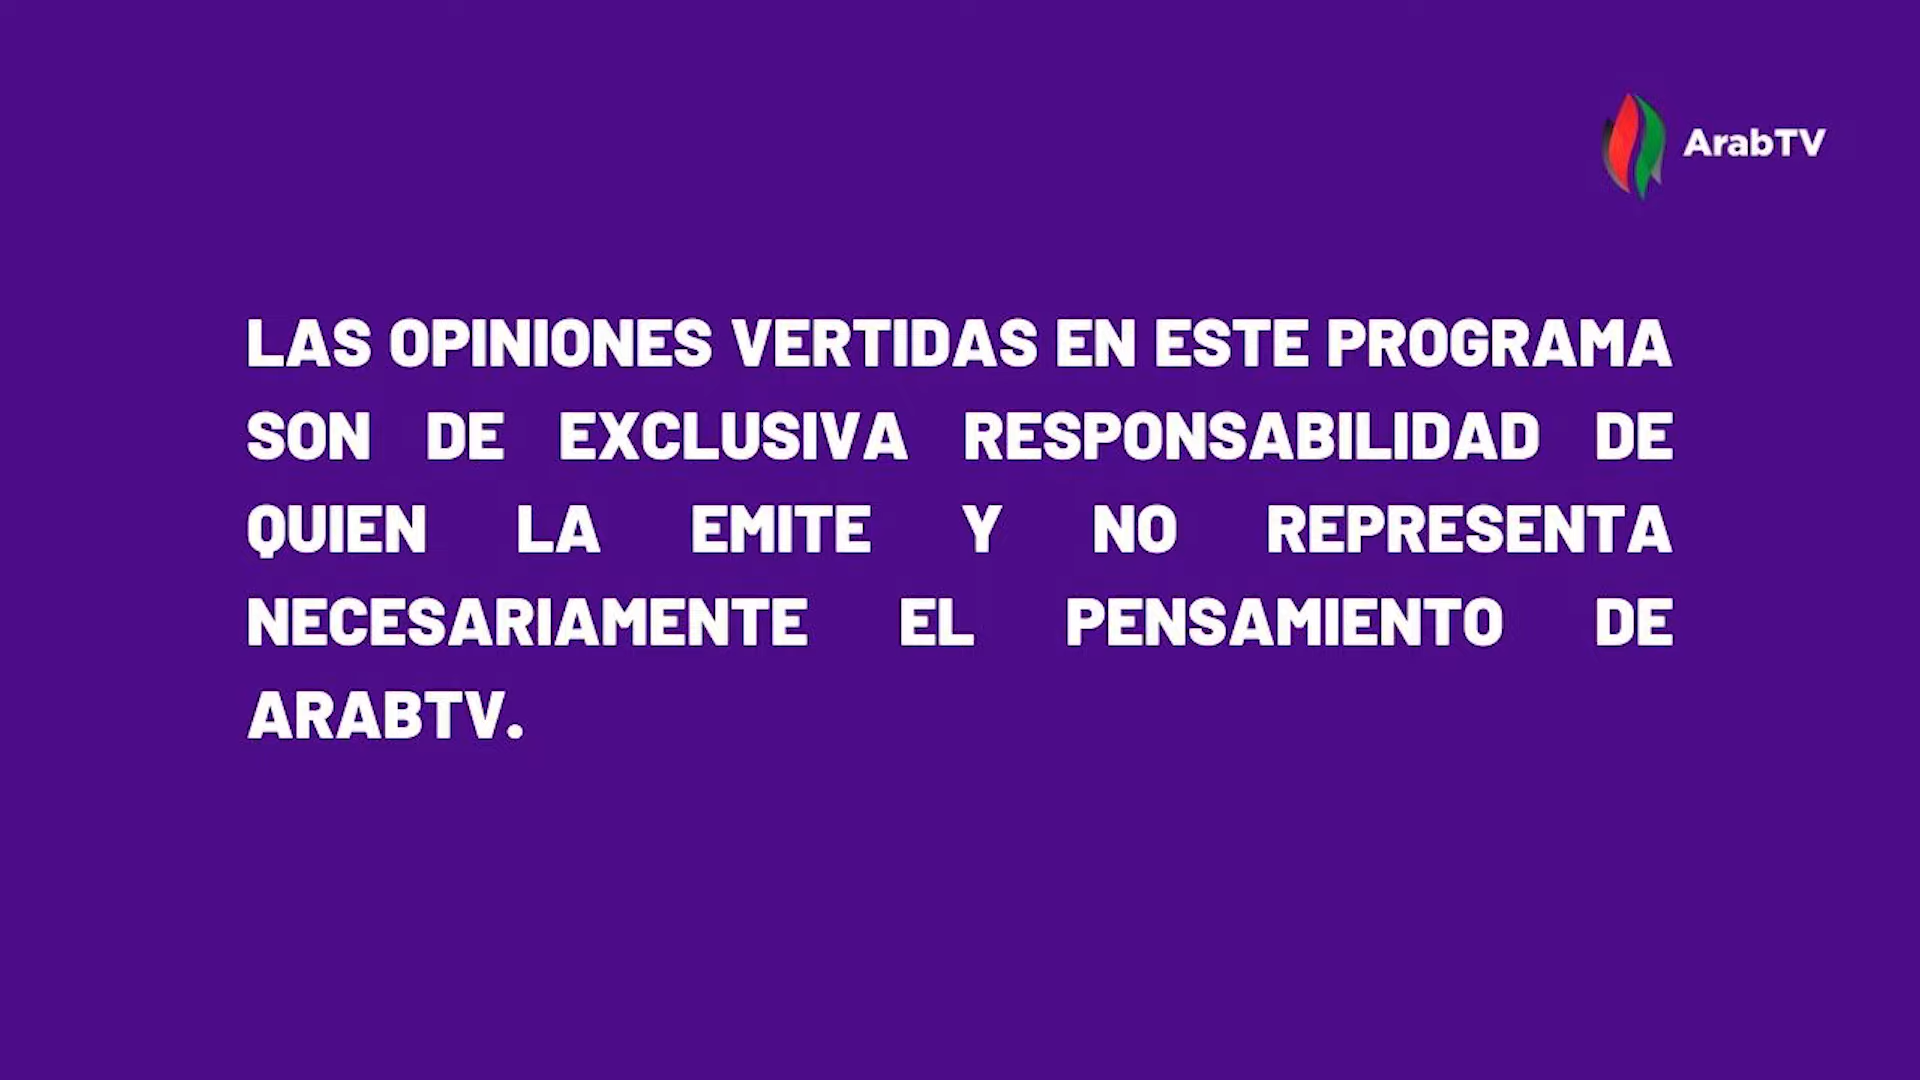 ArabTV
LAS OPINIONES VERTIDAS EN ESTE PROGRAMA
SON DE EXCLUSIVA RESPONSABILIDAD DE
QUIEN LA EMITE Y NO REPRESENTA
NECESARIAMENTE EL PENSAMIENTO DE
ARABTV.